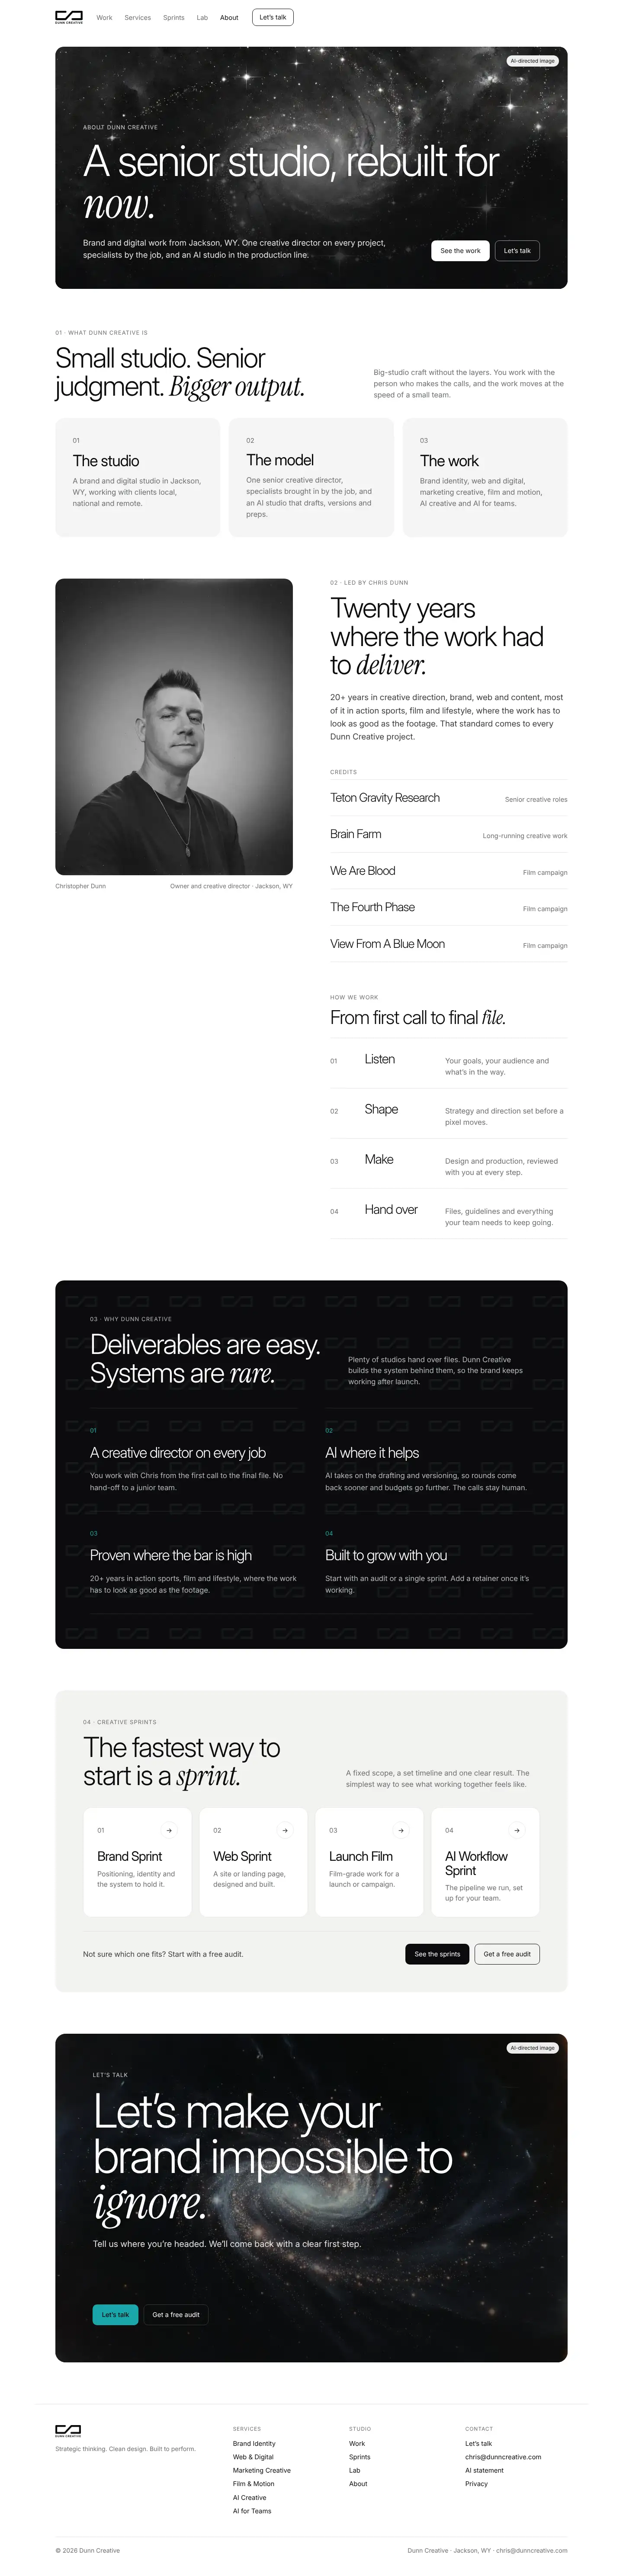 DUNN CREATIVE
Work Services Sprints Lab About Let's talk
AI-directed image
ABOUT DUNN CREATIVE
A senior studio, rebuilt for
now.
Brand and digital work from Jackson, WY. One creative director on every project,
specialists by the job, and an AI studio in the production line.
See the work Let's talk
01 · WHAT DUNN CREATIVE IS
Small studio. Senior
judgment. Bigger output.
Big-studio craft without the layers. You work with the
person who makes the calls, and the work moves at the
speed of a small team.
01
The studio
A brand and digital studio in Jackson,
WY, working with clients local,
national and remote.
02
The model
One senior creative director,
specialists brought in by the job, and
an AI studio that drafts, versions and
preps.
03
The work
Brand identity, web and digital,
marketing creative, film and motion,
AI creative and AI for teams.
Christopher Dunn Owner and creative director · Jackson, WY
02 · LED BY CHRIS DUNN
Twenty years
where the work had
to deliver.
20+ years in creative direction, brand, web and content, most
of it in action sports, film and lifestyle, where the work has to
look as good as the footage. That standard comes to every
Dunn Creative project.
CREDITS
Teton Gravity Research Senior creative roles
Brain Farm Long-running creative work
We Are Blood Film campaign
The Fourth Phase Film campaign
View From A Blue Moon Film campaign
HOW WE WORK
From first call to final file.
01 Listen Your goals, your audience and
what's in the way.
02 Shape Strategy and direction set before a
pixel moves.
03 Make Design and production, reviewed
with you at every step.
04 Hand over Files, guidelines and everything
your team needs to keep going.
03 · WHY DUNN CREATIVE
Deliverables are easy.
Systems are rare.
Plenty of studios hand over files. Dunn Creative
builds the system behind them, so the brand keeps
working after launch.
01
A creative director on every job
You work with Chris from the first call to the final file. No
hand-off to a junior team.
02
AI where it helps
AI takes on the drafting and versioning, so rounds come
back sooner and budgets go further. The calls stay human.
03
Proven where the bar is high
20+ years in action sports, film and lifestyle, where the work
has to look as good as the footage.
04
Built to grow with you
Start with an audit or a single sprint. Add a retainer once it's
working.
04 · CREATIVE SPRINTS
The fastest way to
start is a sprint.
A fixed scope, a set timeline and one clear result. The
simplest way to see what working together feels like.
01 →
Brand Sprint
Positioning, identity and
the system to hold it.
02 →
Web Sprint
A site or landing page,
designed and built.
03 →
Launch Film
Film-grade work for a
launch or campaign.
04 →
AI Workflow
Sprint
The pipeline we run, set
up for your team.
Not sure which one fits? Start with a free audit.
See the sprints Get a free audit
AI-directed image
LET'S TALK
Let's make your
brand impossible to
ignore.
Tell us where you're headed. We'll come back with a clear first step.
Let's talk Get a free audit
DUNN CREATIVE
Strategic thinking. Clean design. Built to perform.
SERVICES
Brand Identity
Web & Digital
Marketing Creative
Film & Motion
AI Creative
AI for Teams
STUDIO
Work
Sprints
Lab
About
CONTACT
Let's talk
chris@dunncreative.com
AI statement
Privacy
© 2026 Dunn Creative
Dunn Creative · Jackson, WY · chris@dunncreative.com